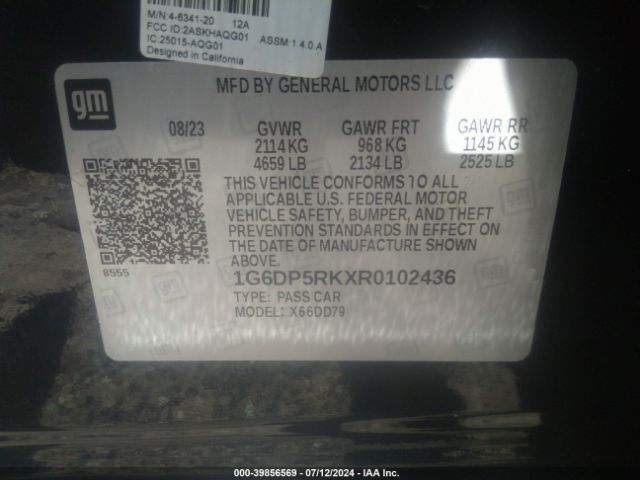 M/N:4-6341-20 12A
FCC ID:2ASKHAQG01
IC:25015-AQG01 ASSM:1.4.0.A
Designed in California
gm
MFD BY GENERAL MOTORS LLC
08/23 GVWR GAWR FRT GAWR RR
2114 KG 968 KG 1145 KG
4659 LB 2134 LB 2525 LB
THIS VEHICLE CONFORMS TO ALL
APPLICABLE U.S. FEDERAL MOTOR
VEHICLE SAFETY, BUMPER, AND THEFT
PREVENTION STANDARDS IN EFFECT ON
THE DATE OF MANUFACTURE SHOWN
ABOVE.
8555
1G6DP5RKXR0102436
TYPE: PASS CAR
MODEL: X66DD79
000-39856569 - 07/12/2024 - IAA Inc.